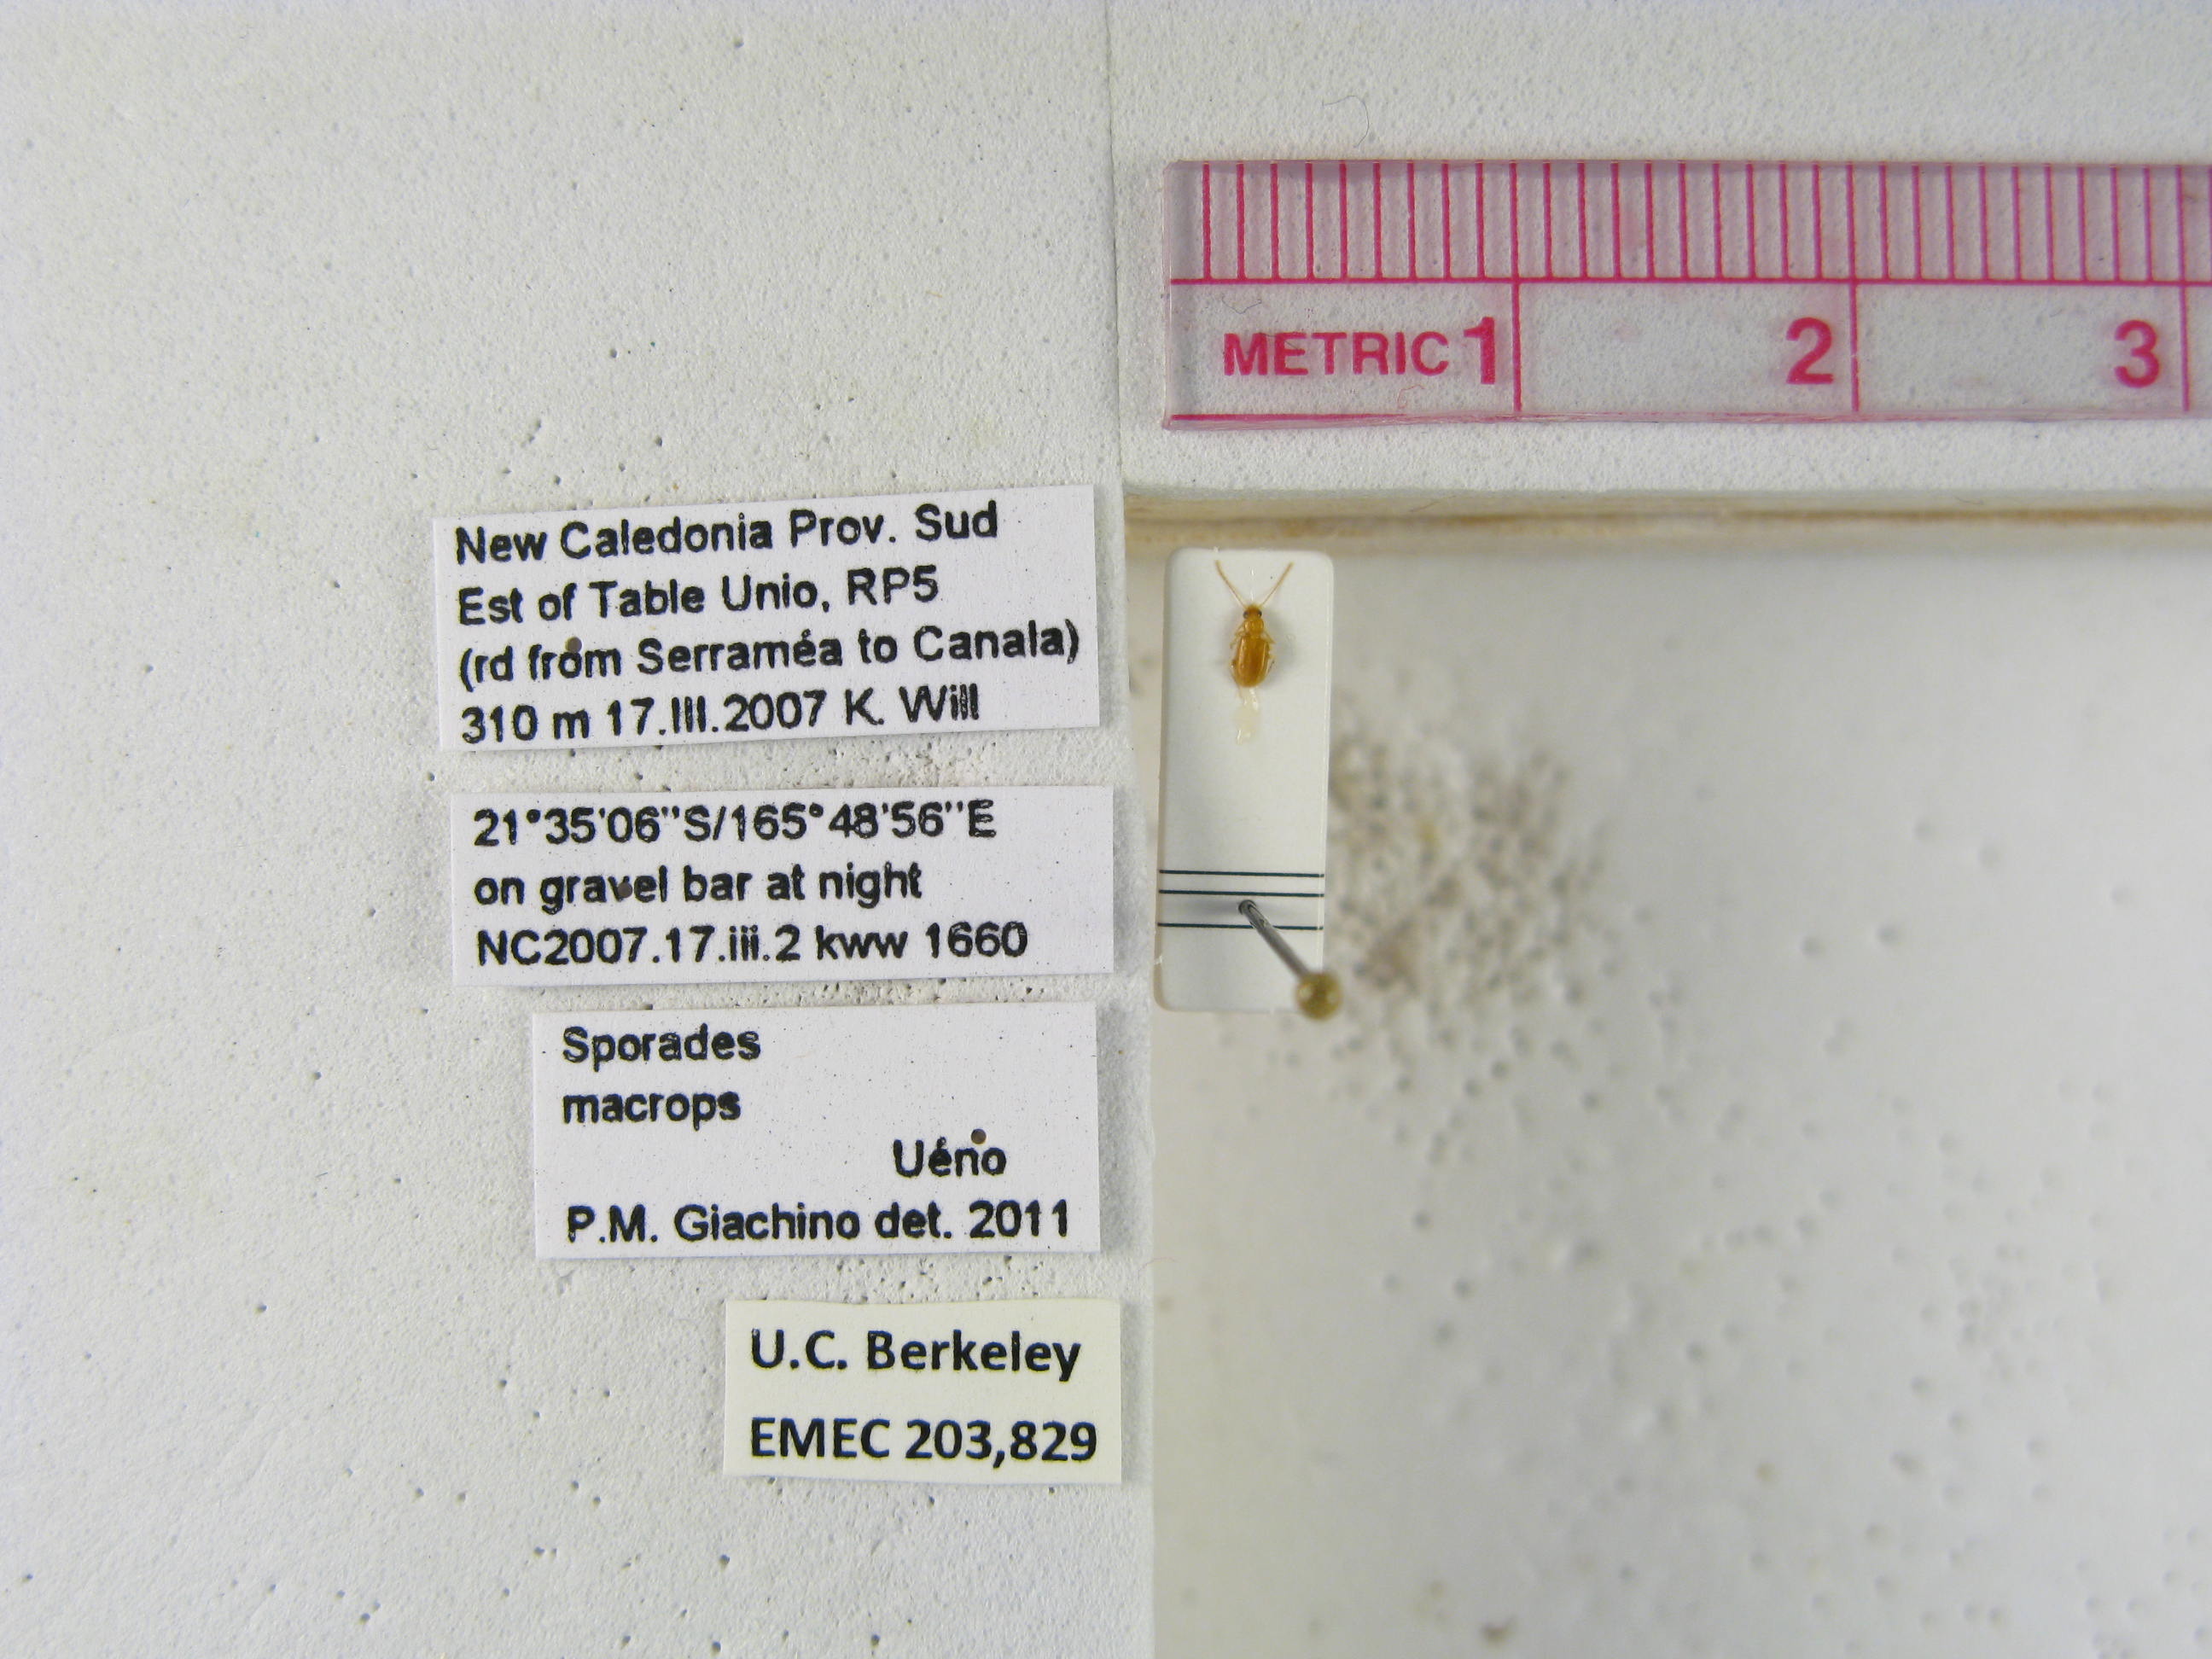 METRIC 1 2 3
New Caledonia Prov. Sud
Est of Table Unio, RP5
(rd from Serraméa to Canala)
310 m 17.III.2007 K. Will
21°35'06''S/165°48'56''E
on gravel bar at night
NC2007.17.iii.2 kww 1660
Sporades
macrops
Uéno
P.M. Giachino det. 2011
U.C. Berkeley
EMEC 203,829